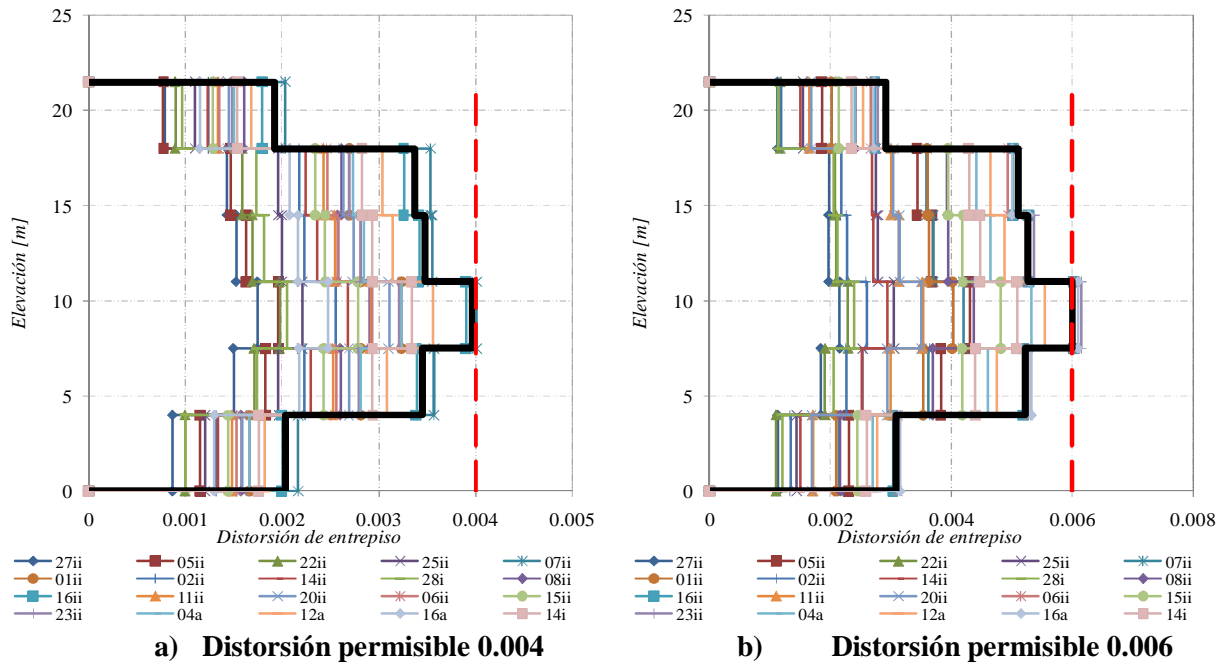 25
20
15
10
5
0
Elevación [m]
0
0.001
0.002
0.003
0.004
0.005
Distorsión de entrepiso
27ii 05ii 22ii 25ii 07ii
01ii 02ii 14ii 28i 08ii
16ii 11ii 20ii 06ii 15ii
23ii 04a 12a 16a 14i
a) Distorsión permisible 0.004
25
20
15
10
5
0
Elevación [m]
0
0.002
0.004
0.006
0.008
Distorsión de entrepiso
27ii 05ii 22ii 25ii 07ii
01ii 02ii 14ii 28i 08ii
16ii 11ii 20ii 06ii 15ii
23ii 04a 12a 16a 14i
b) Distorsión permisible 0.006